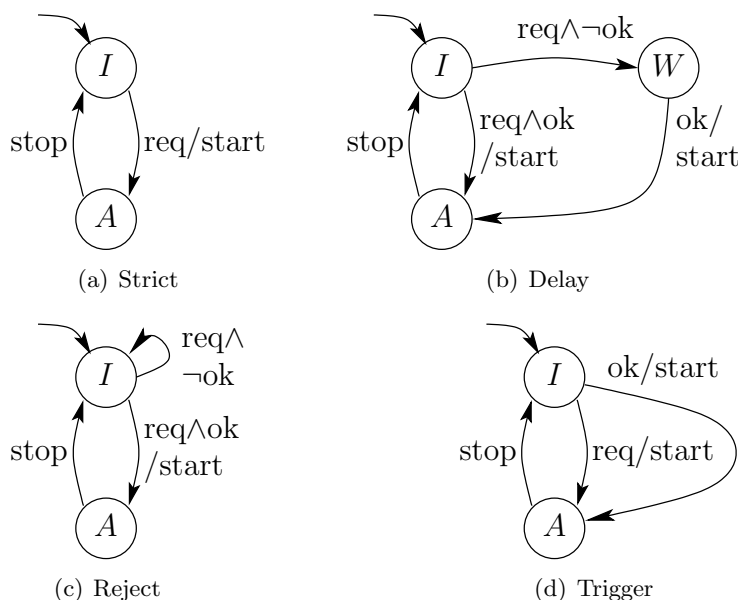 I
stop
req/start
A
(a) Strict
I
req∧¬ok
W
stop
req∧ok
/start
ok/
start
A
(b) Delay
I
req∧
¬ok
stop
req∧ok
/start
A
(c) Reject
I
ok/start
stop
req/start
A
(d) Trigger